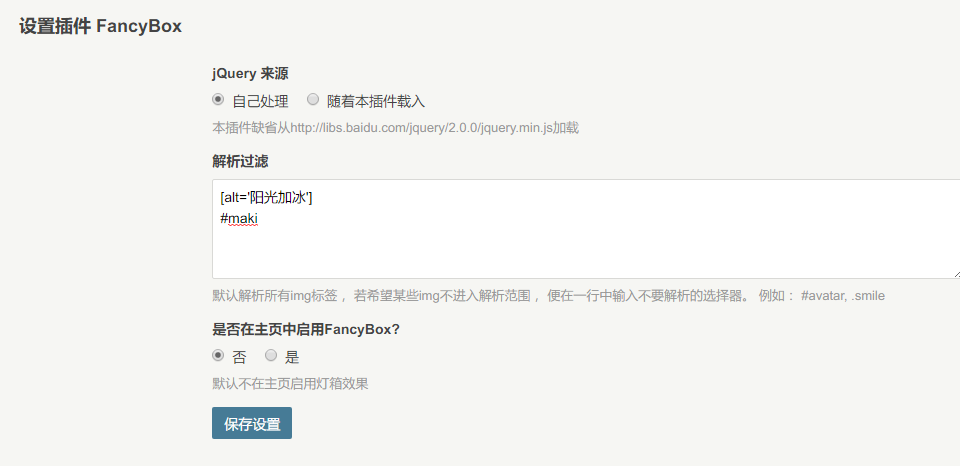 设置插件 FancyBox
jQuery 来源
自己处理 随着本插件载入
本插件缺省从http://libs.baidu.com/jquery/2.0.0/jquery.min.js加载
解析过滤
[alt='阳光加冰']
#maki
默认解析所有img标签 ，若希望某些img不进入解析范围 ，便在一行中输入不要解析的选择器。 例如 ：#avatar, .smile
是否在主页中启用FancyBox?
否 是
默认不在主页启用灯箱效果
保存设置